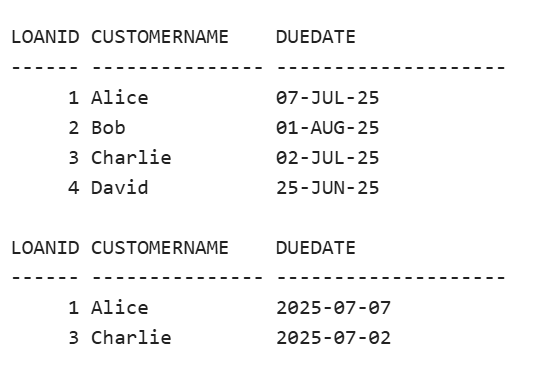 LOANID CUSTOMERNAME    DUEDATE
------ --------------- --------------------
     1 Alice           07-JUL-25
     2 Bob             01-AUG-25
     3 Charlie         02-JUL-25
     4 David           25-JUN-25

LOANID CUSTOMERNAME    DUEDATE
------ --------------- --------------------
     1 Alice           2025-07-07
     3 Charlie         2025-07-02